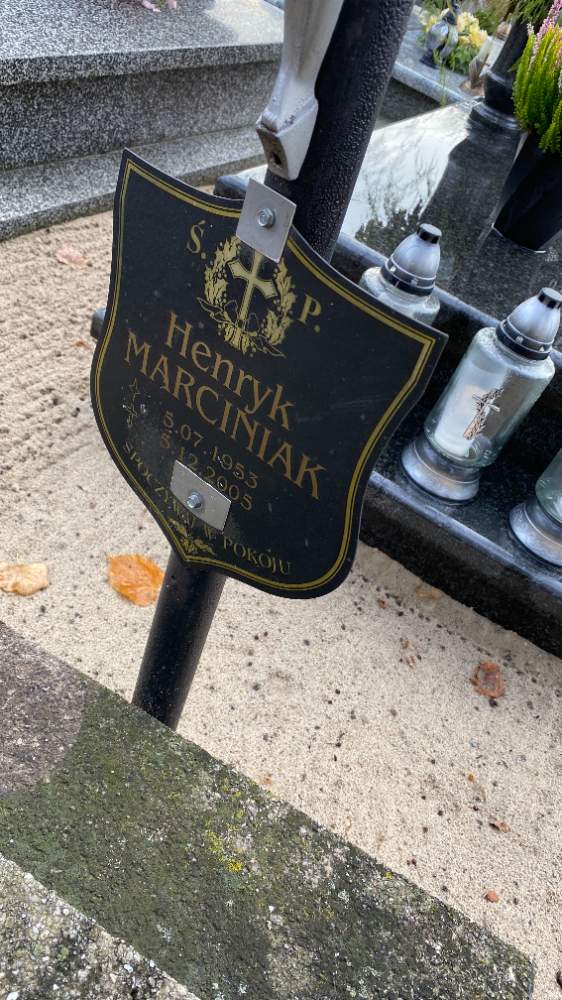 Ś. P.
Henryk
MARCINIAK
5.07.1953
5.12.2005
SPOCZYWAJ W POKOJU